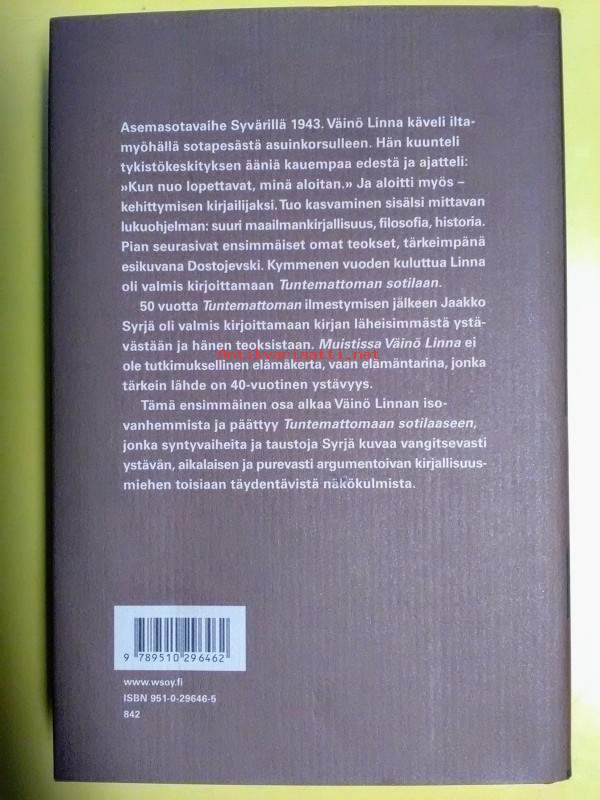 Asemasotavaihe Syvärillä 1943. Väinö Linna käveli ilta-
myöhällä sotapesästä asuinkorsulleen. Hän kuunteli
tykistökeskityksen ääniä kauempaa edestä ja ajatteli:
»Kun nuo lopettavat, minä aloitan.» Ja aloitti myös –
kehittymisen kirjailijaksi. Tuo kasvaminen sisälsi mittavan
lukuohjelman: suuri maailmankirjallisuus, filosofia, historia.
Pian seurasivat ensimmäiset omat teokset, tärkeimpänä
esikuvana Dostojevski. Kymmenen vuoden kuluttua Linna
oli valmis kirjoittamaan Tuntemattoman sotilaan.
50 vuotta Tuntemattoman ilmestymisen jälkeen Jaakko
Syrjä oli valmis kirjoittamaan kirjan läheisimmästä ystä-
västään ja hänen teoksistaan. Muistissa Väinö Linna ei
Antikvariaatti.net
ole tutkimuksellinen elämäkerta, vaan elämäntarina, jonka
tärkein lähde on 40-vuotinen ystävyys.
Tämä ensimmäinen osa alkaa Väinö Linnan iso-
vanhemmista ja päättyy Tuntemattomaan sotilaaseen,
jonka syntyvaiheita ja taustoja Syrjä kuvaa vangitsevasti
ystävän, aikalaisen ja purevasti argumentoivan kirjallisuus-
miehen toisiaan täydentävistä näkökulmista.
9 789510 296462
www.wsoy.fi
ISBN 951-0-29646-5
842